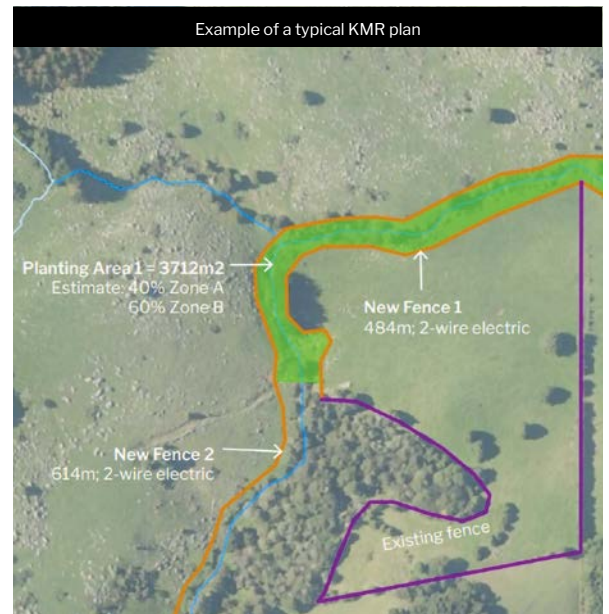 Example of a typical KMR plan
Planting Area 1 = 3712m2
Estimate: 40% Zone A
60% Zone B
New Fence 1
484m; 2-wire electric
New Fence 2
614m; 2-wire electric
Existing fence